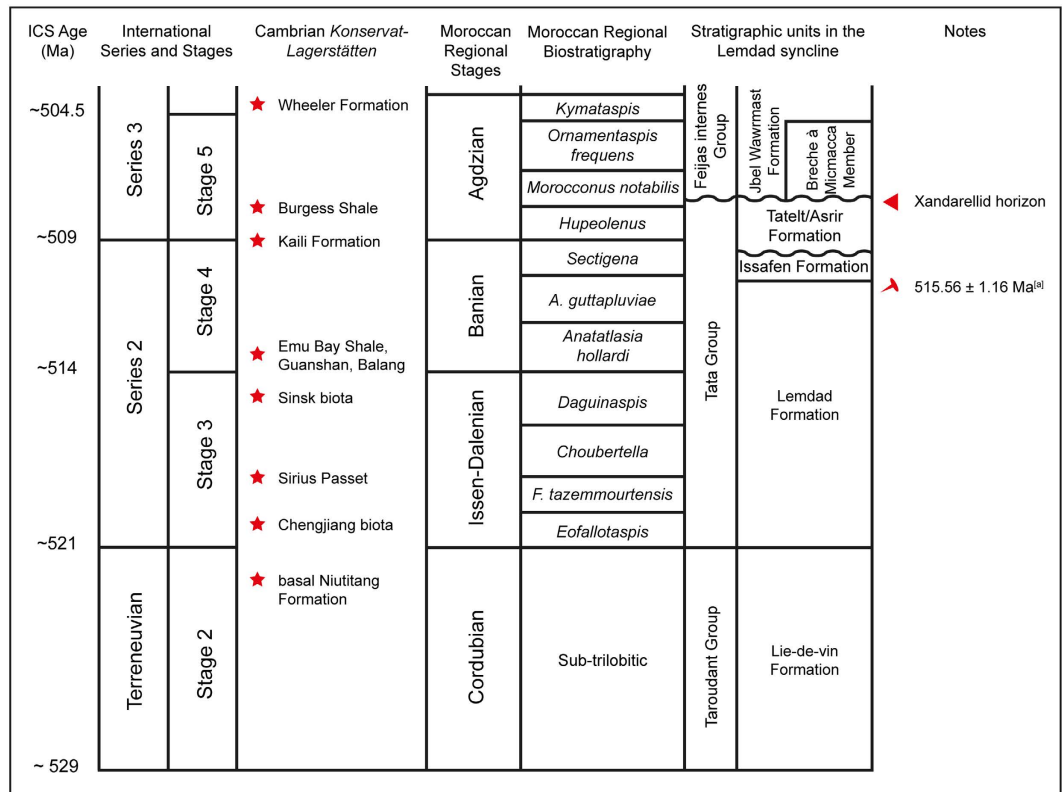 ICS Age
(Ma)
International
Series and Stages
Cambrian Konservat-
Lagerstätten
Moroccan
Regional
Stages
Moroccan Regional
Biostratigraphy
Stratigraphic units in the
Lemdad syncline
Notes
~504.5
~509
~514
~521
~ 529
Series 3
Series 2
Terreneuvian
Stage 5
Stage 4
Stage 3
Stage 2
Wheeler Formation
Burgess Shale
Kaili Formation
Emu Bay Shale,
Guanshan, Balang
Sinsk biota
Sirius Passet
Chengjiang biota
basal Niutitang
Formation
Agdzian
Banian
Issen-Dalenian
Cordubian
Kymataspis
Ornamentaspis
frequens
Morocconus notabilis
Hupeolenus
Sectigena
A. guttapluviae
Anatatlasia
hollardi
Daguinaspis
Choubertella
F. tazemmourtensis
Eofallotaspis
Sub-trilobitic
Feijas internes
Group
Tata Group
Taroudant Group
Jbel Wawrmast
Formation
Breche à
Micmacca
Member
Tatelt/Asrir
Formation
Issafen Formation
Lemdad
Formation
Lie-de-vin
Formation
Xandarellid horizon
515.56 ± 1.16 Ma[a]